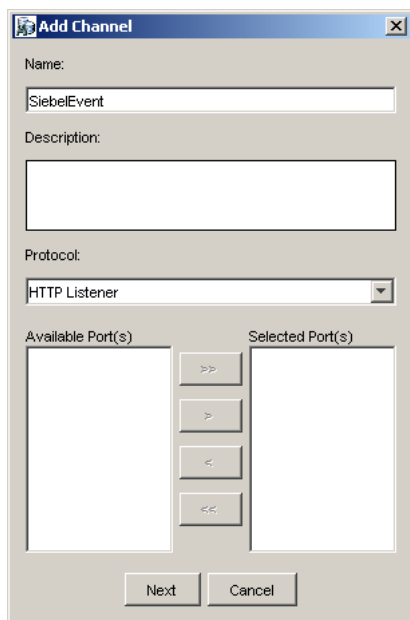 Add Channel
Name:
SiebelEvent
Description:
Protocol:
HTTP Listener
Available Port(s) Selected Port(s)
>>
>
<
<<
Next Cancel